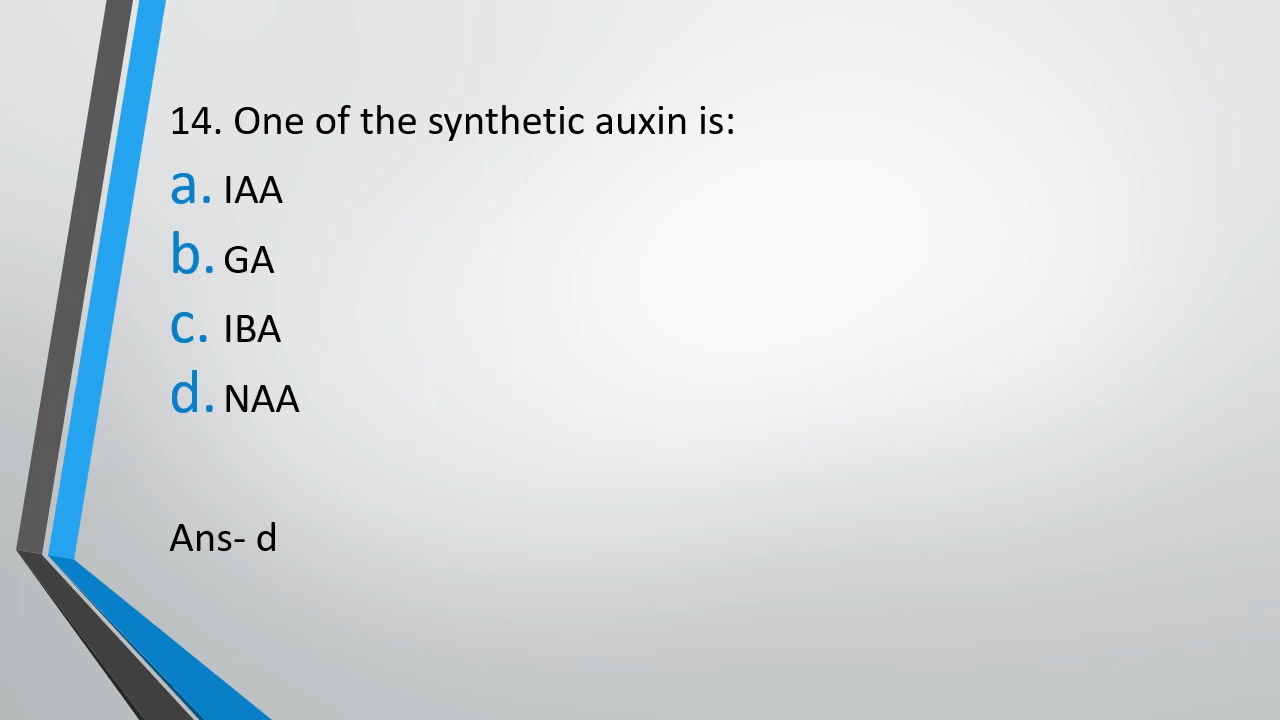 14. One of the synthetic auxin is:
a. IAA
b. GA
c. IBA
d. NAA
Ans- d